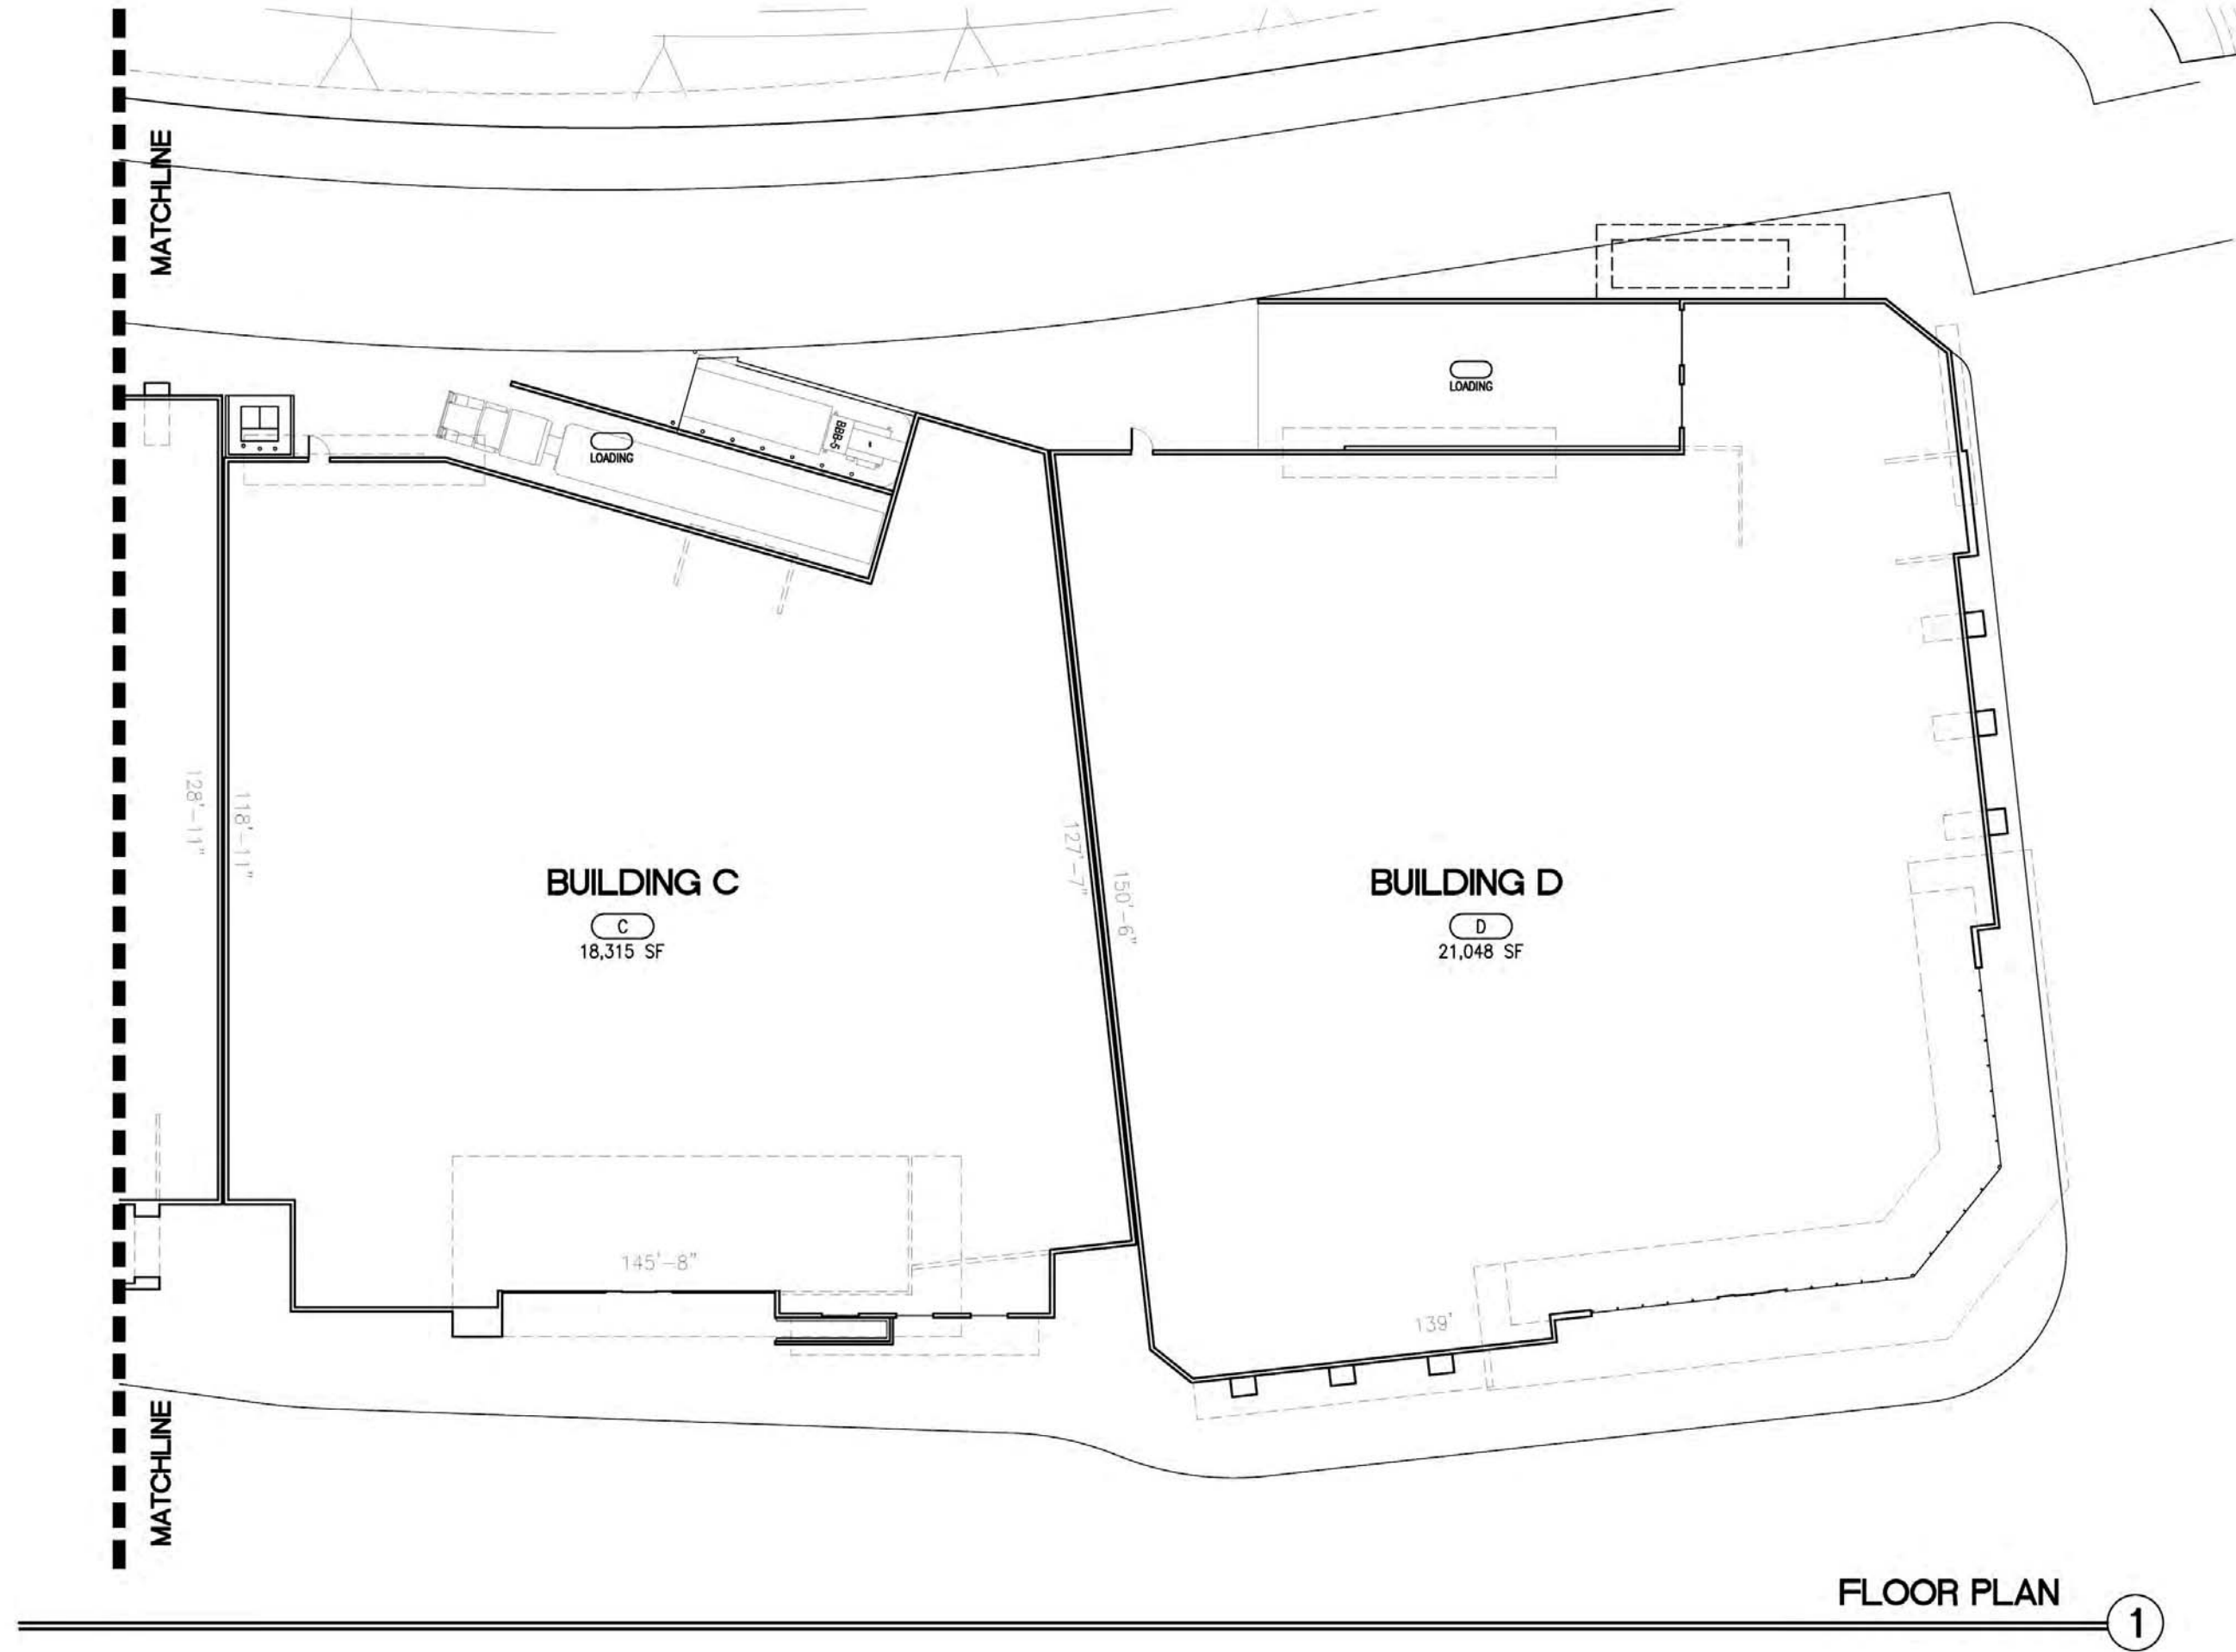 MATCHLINE
LOADING
BBB-5
LOADING
128'-11"
118'-11"
127'-7"
150'-6"
BUILDING C
C
18,315 SF
BUILDING D
D
21,048 SF
145'-8"
139'
MATCHLINE
FLOOR PLAN
1